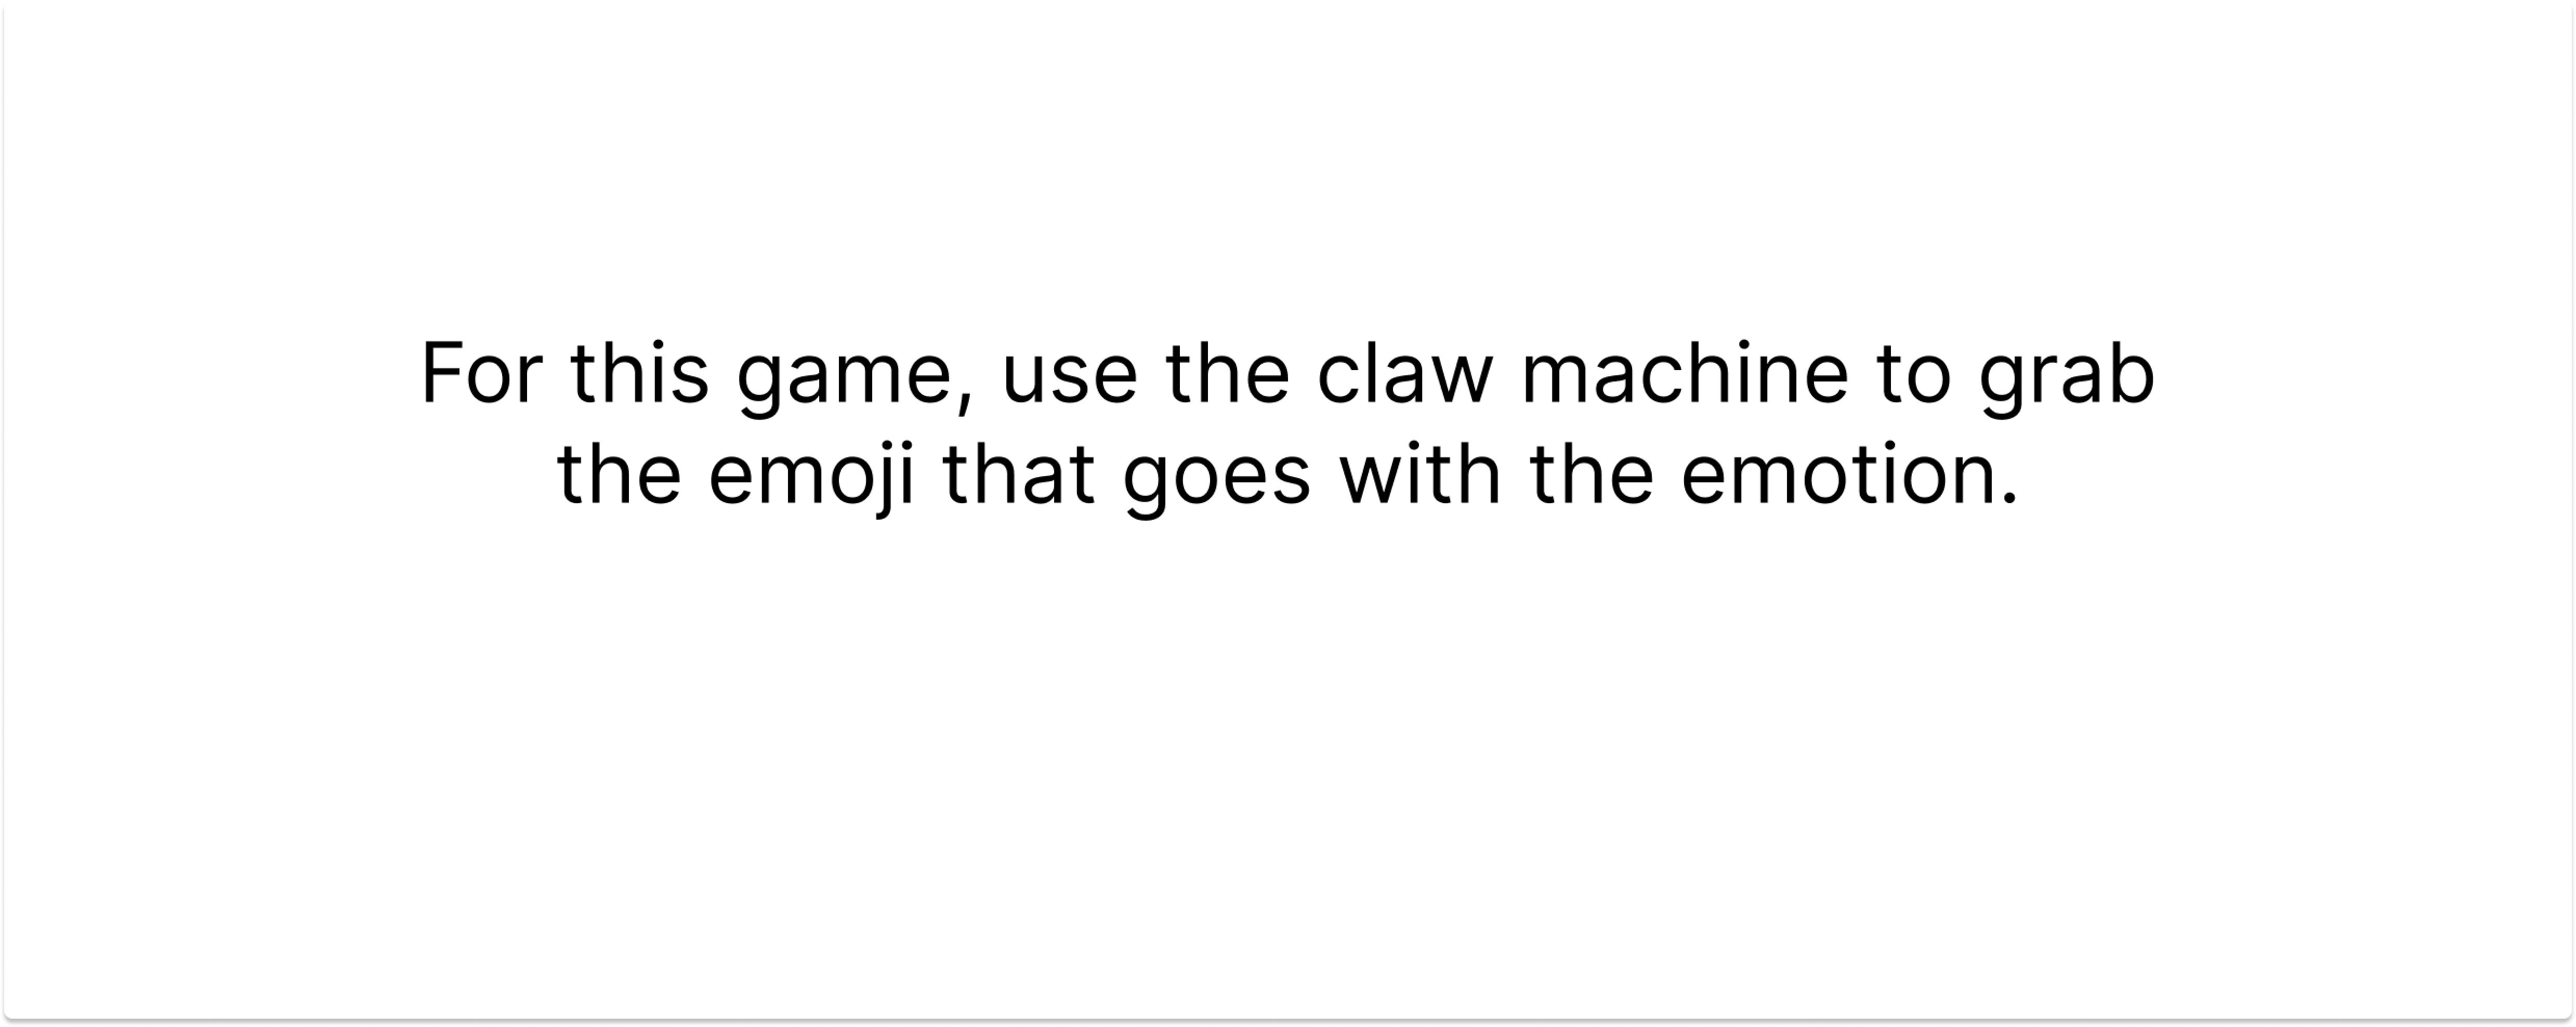 For this game, use the claw machine to grab
the emoji that goes with the emotion.